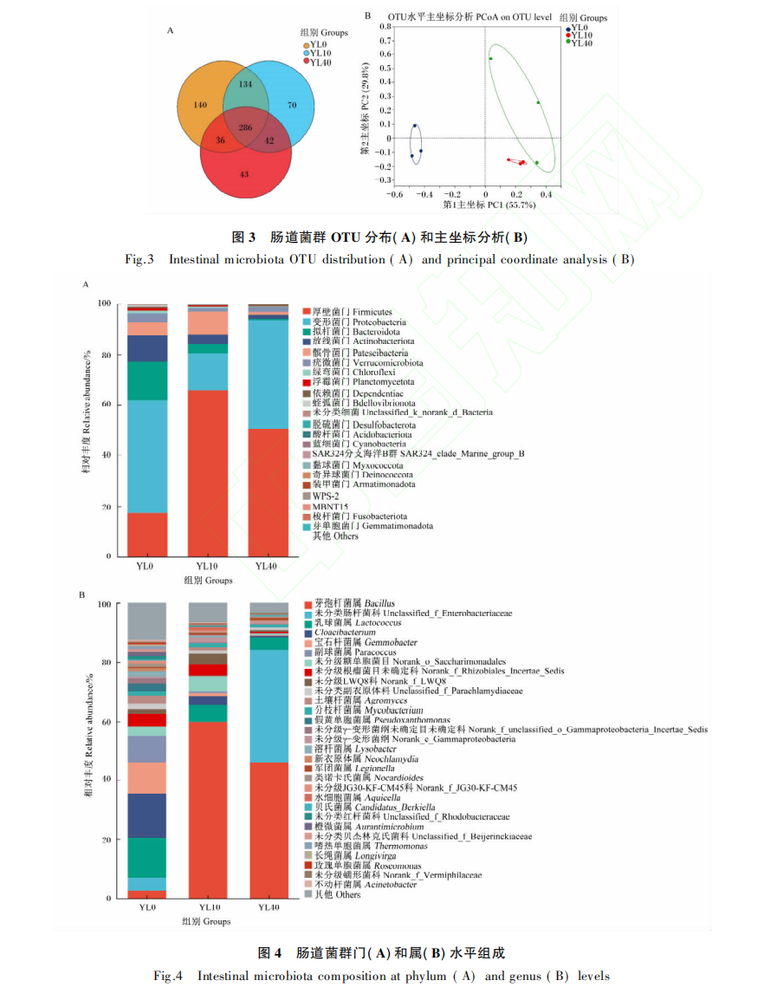 A
组别 Groups
YL0
YL10
YL40
134
140
70
286
36
42
43
B
OTU水平主坐标分析 PCoA on OTU level
组别 Groups
YL0
YL10
YL40
第2主坐标 PC2 (29.8%)
0.8
0.7
0.6
0.5
0.4
0.3
0.2
0.1
0
−0.1
−0.2
−0.3
−0.6
−0.4
−0.2
0
0.2
0.4
0.6
第1主坐标 PC1 (55.7%)
图 3 肠道菌群 OTU 分布( A) 和主坐标分析( B)
Fig.3 Intestinal microbiota OTU distribution ( A) and principal coordinate analysis ( B)
A
相对丰度 Relative abundance/%
100
80
60
40
20
0
YL0
YL10
YL40
组别 Groups
厚壁菌门 Firmicutes
变形菌门 Proteobacteria
拟杆菌门 Bacteroidota
放线菌门 Actinobacteriota
髌骨菌门 Patescibacteria
疣微菌门 Verrucomicrobiota
绿弯菌门 Chloroflexi
浮霉菌门 Planctomycetota
依赖菌门 Dependentiae
蛭弧菌门 Bdellovibrionota
未分类细菌 Unclassified_k_norank_d_Bacteria
脱硫菌门 Desulfobacterota
酸杆菌门 Acidobacteriota
蓝细菌门 Cyanobacteria
SAR324分支海洋B群 SAR324_clade_Marine_group_B
黏球菌门 Myxococcota
奇异球菌门 Deinococcota
装甲菌门 Armatimonadota
WPS-2
MBNT15
梭杆菌门 Fusobacteriota
芽单胞菌门 Gemmatimonadota
其他 Others
B
相对丰度 Relative abundance/%
100
80
60
40
20
0
YL0
YL10
YL40
组别 Groups
芽孢杆菌属 Bacillus
未分类肠杆菌科 Unclassified_f_Enterobacteriaceae
乳球菌属 Lactococcus
Cloacibacterium
宝石杆菌属 Gemmobacter
副球菌属 Paracoccus
未分级糖单胞菌目 Norank_o_Saccharimonadales
未分级根瘤菌目未确定科 Norank_f_Rhizobiales_Incertae_Sedis
未分级LWQ8科 Norank_f_LWQ8
未分类副衣原体科 Unclassified_f_Parachlamydiaceae
土壤杆菌属 Agromyces
分枝杆菌属 Mycobacterium
假黄单胞菌属 Pseudoxanthomonas
未分级γ-变形菌纲未确定目未确定科 Norank_f_unclassified_o_Gammaproteobacteria_Incertae_Sedis
未分级γ-变形菌纲 Norank_c_Gammaproteobacteria
溶杆菌属 Lysobacter
新衣原体属 Neochlamydia
军团菌属 Legionella
类诺卡氏菌属 Nocardioides
未分级JG30-KF-CM45科 Norank_f_JG30-KF-CM45
水细胞菌属 Aquicella
贝氏菌属 Candidatus_Berkiella
未分类红杆菌科 Unclassified_f_Rhodobacteraceae
橙微菌属 Aurantimicrobium
未分类贝杰林克氏菌科 Unclassified_f_Beijerinckiaceae
嗜热单胞菌属 Thermomonas
长绳菌属 Longivirga
玫瑰单胞菌属 Roseomonas
未分级蠕形菌科 Norank_f_Vermiphilaceae
不动杆菌属 Acinetobacter
其他 Others
图 4 肠道菌群门( A) 和属( B) 水平组成
Fig.4 Intestinal microbiota composition at phylum ( A) and genus ( B) levels